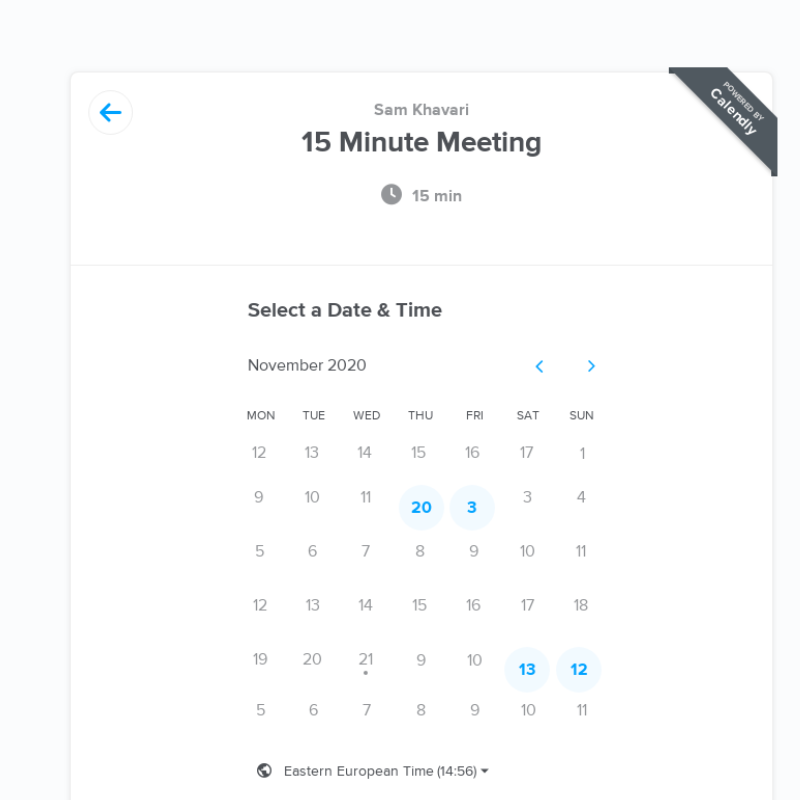 POWERED BY
Calendly
Sam Khavari
15 Minute Meeting
15 min
Select a Date & Time
November 2020
MON TUE WED THU FRI SAT SUN
12 13 14 15 16 17 1
9 10 11 20 3 3 4
5 6 7 8 9 10 11
12 13 14 15 16 17 18
19 20 21 9 10 13 12
5 6 7 8 9 10 11
Eastern European Time (14:56)